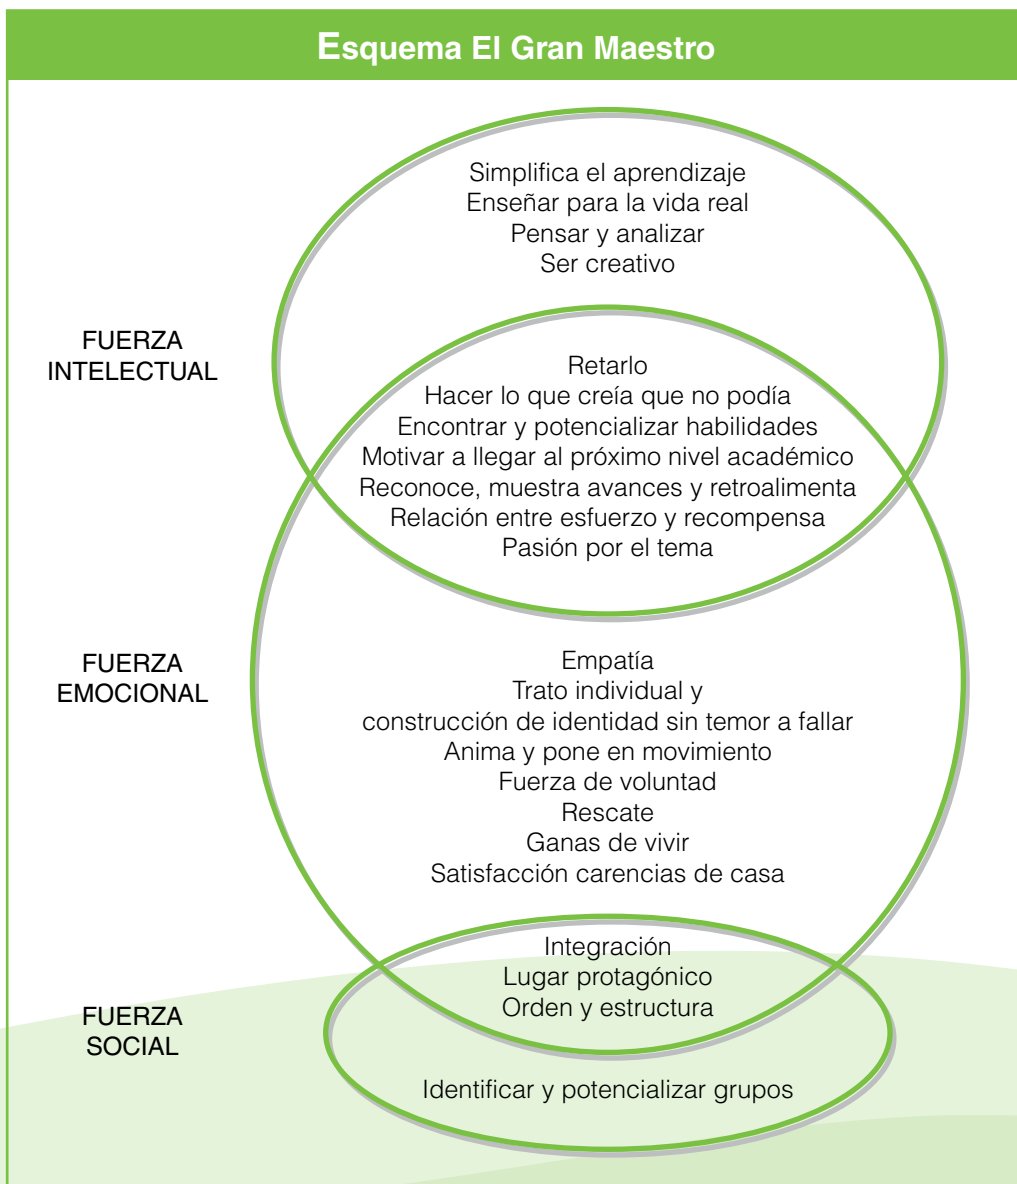 Esquema El Gran Maestro
Simplifica el aprendizaje
Enseñar para la vida real
Pensar y analizar
Ser creativo
FUERZA
INTELECTUAL
Retarlo
Hacer lo que creía que no podía
Encontrar y potencializar habilidades
Motivar a llegar al próximo nivel académico
Reconoce, muestra avances y retroalimenta
Relación entre esfuerzo y recompensa
Pasión por el tema
FUERZA
EMOCIONAL
Empatía
Trato individual y
construcción de identidad sin temor a fallar
Anima y pone en movimiento
Fuerza de voluntad
Rescate
Ganas de vivir
Satisfacción carencias de casa
Integración
Lugar protagónico
Orden y estructura
FUERZA
SOCIAL
Identificar y potencializar grupos